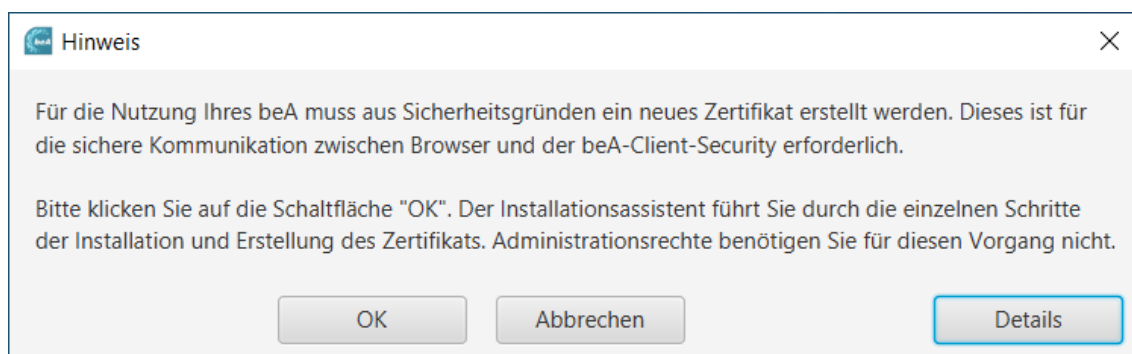 beA Hinweis
Für die Nutzung Ihres beA muss aus Sicherheitsgründen ein neues Zertifikat erstellt werden. Dieses ist für
die sichere Kommunikation zwischen Browser und der beA-Client-Security erforderlich.
Bitte klicken Sie auf die Schaltfläche "OK". Der Installationsassistent führt Sie durch die einzelnen Schritte
der Installation und Erstellung des Zertifikats. Administrationsrechte benötigen Sie für diesen Vorgang nicht.
OK Abbrechen Details